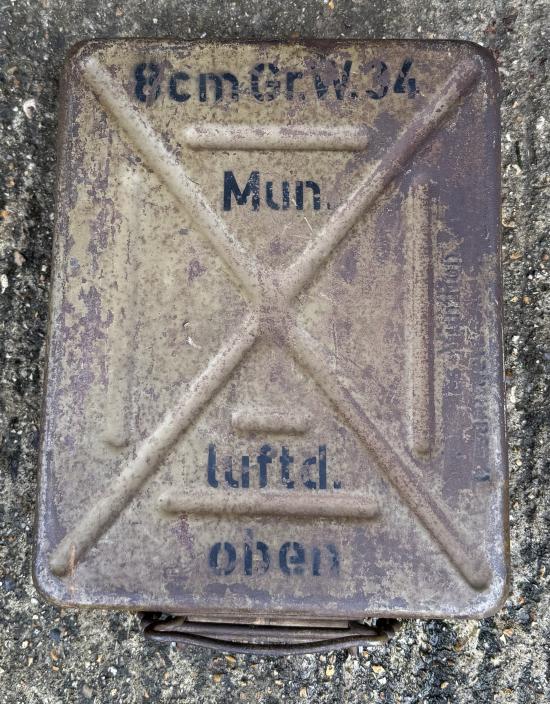 8cm Gr.W.34
Mun.
luftd.
oben